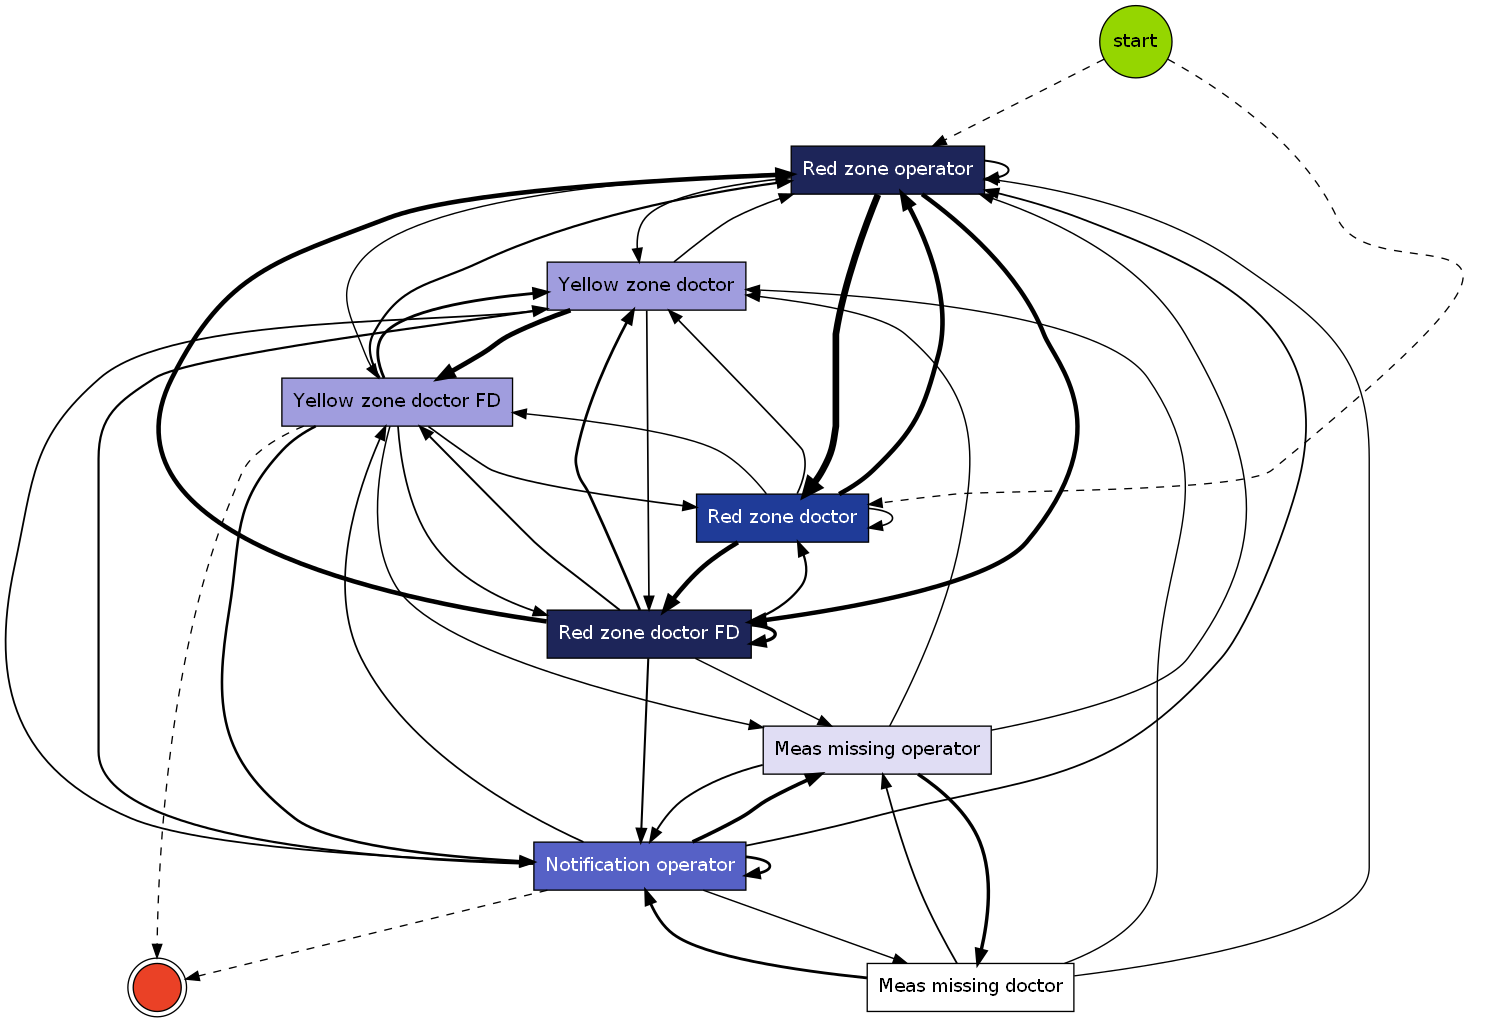 start
Red zone operator
Yellow zone doctor
Yellow zone doctor FD
Red zone doctor
Red zone doctor FD
Meas missing operator
Notification operator
Meas missing doctor